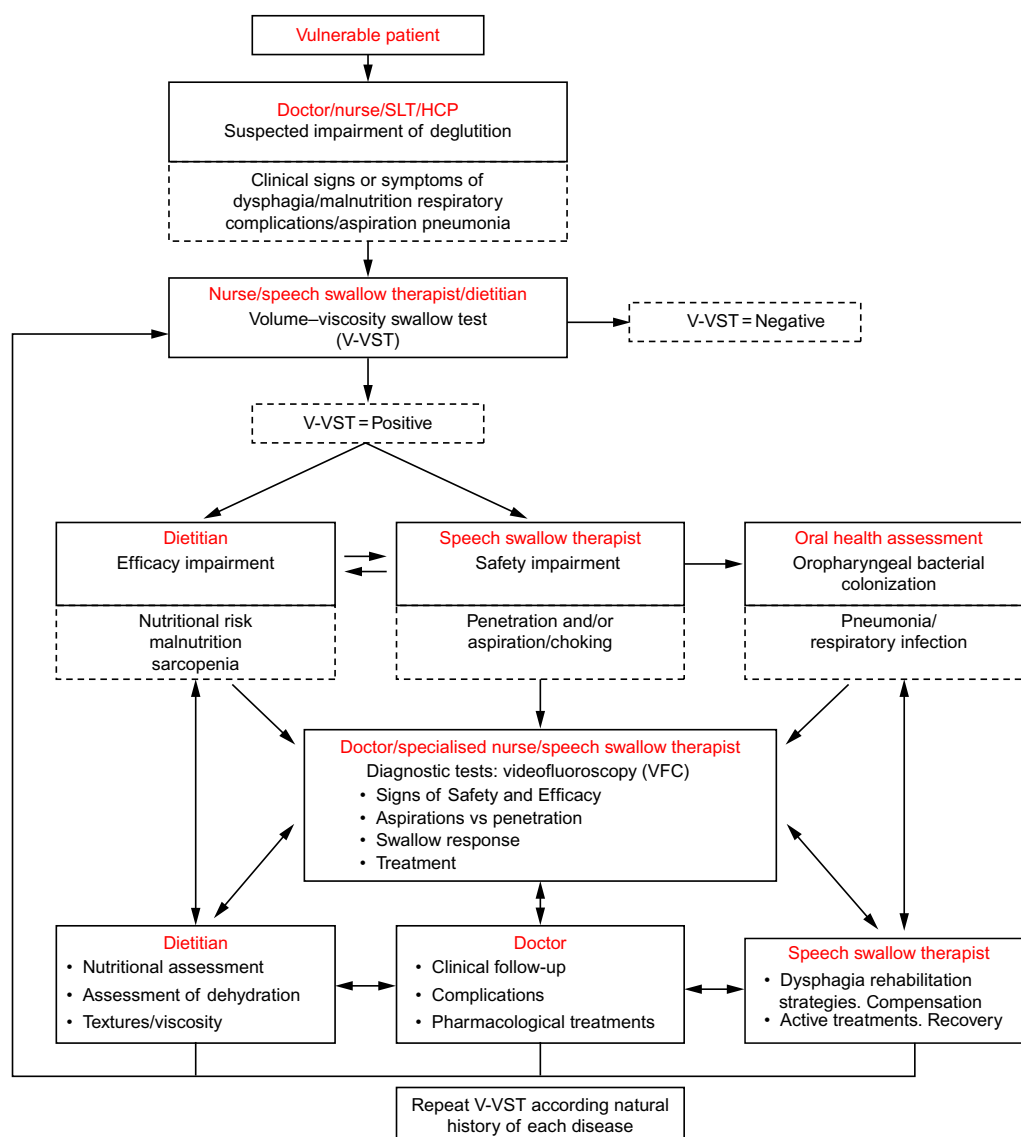 Vulnerable patient
Doctor/nurse/SLT/HCP
Suspected impairment of deglutition
Clinical signs or symptoms of
dysphagia/malnutrition respiratory
complications/aspiration pneumonia
Nurse/speech swallow therapist/dietitian
Volume–viscosity swallow test
(V-VST)
V-VST = Negative
V-VST = Positive
Dietitian
Efficacy impairment
Nutritional risk
malnutrition
sarcopenia
Speech swallow therapist
Safety impairment
Penetration and/or
aspiration/choking
Oral health assessment
Oropharyngeal bacterial
colonization
Pneumonia/
respiratory infection
Doctor/specialised nurse/speech swallow therapist
Diagnostic tests: videofluoroscopy (VFC)
• Signs of Safety and Efficacy
• Aspirations vs penetration
• Swallow response
• Treatment
Dietitian
• Nutritional assessment
• Assessment of dehydration
• Textures/viscosity
Doctor
• Clinical follow-up
• Complications
• Pharmacological treatments
Speech swallow therapist
• Dysphagia rehabilitation
strategies. Compensation
• Active treatments. Recovery
Repeat V-VST according natural
history of each disease